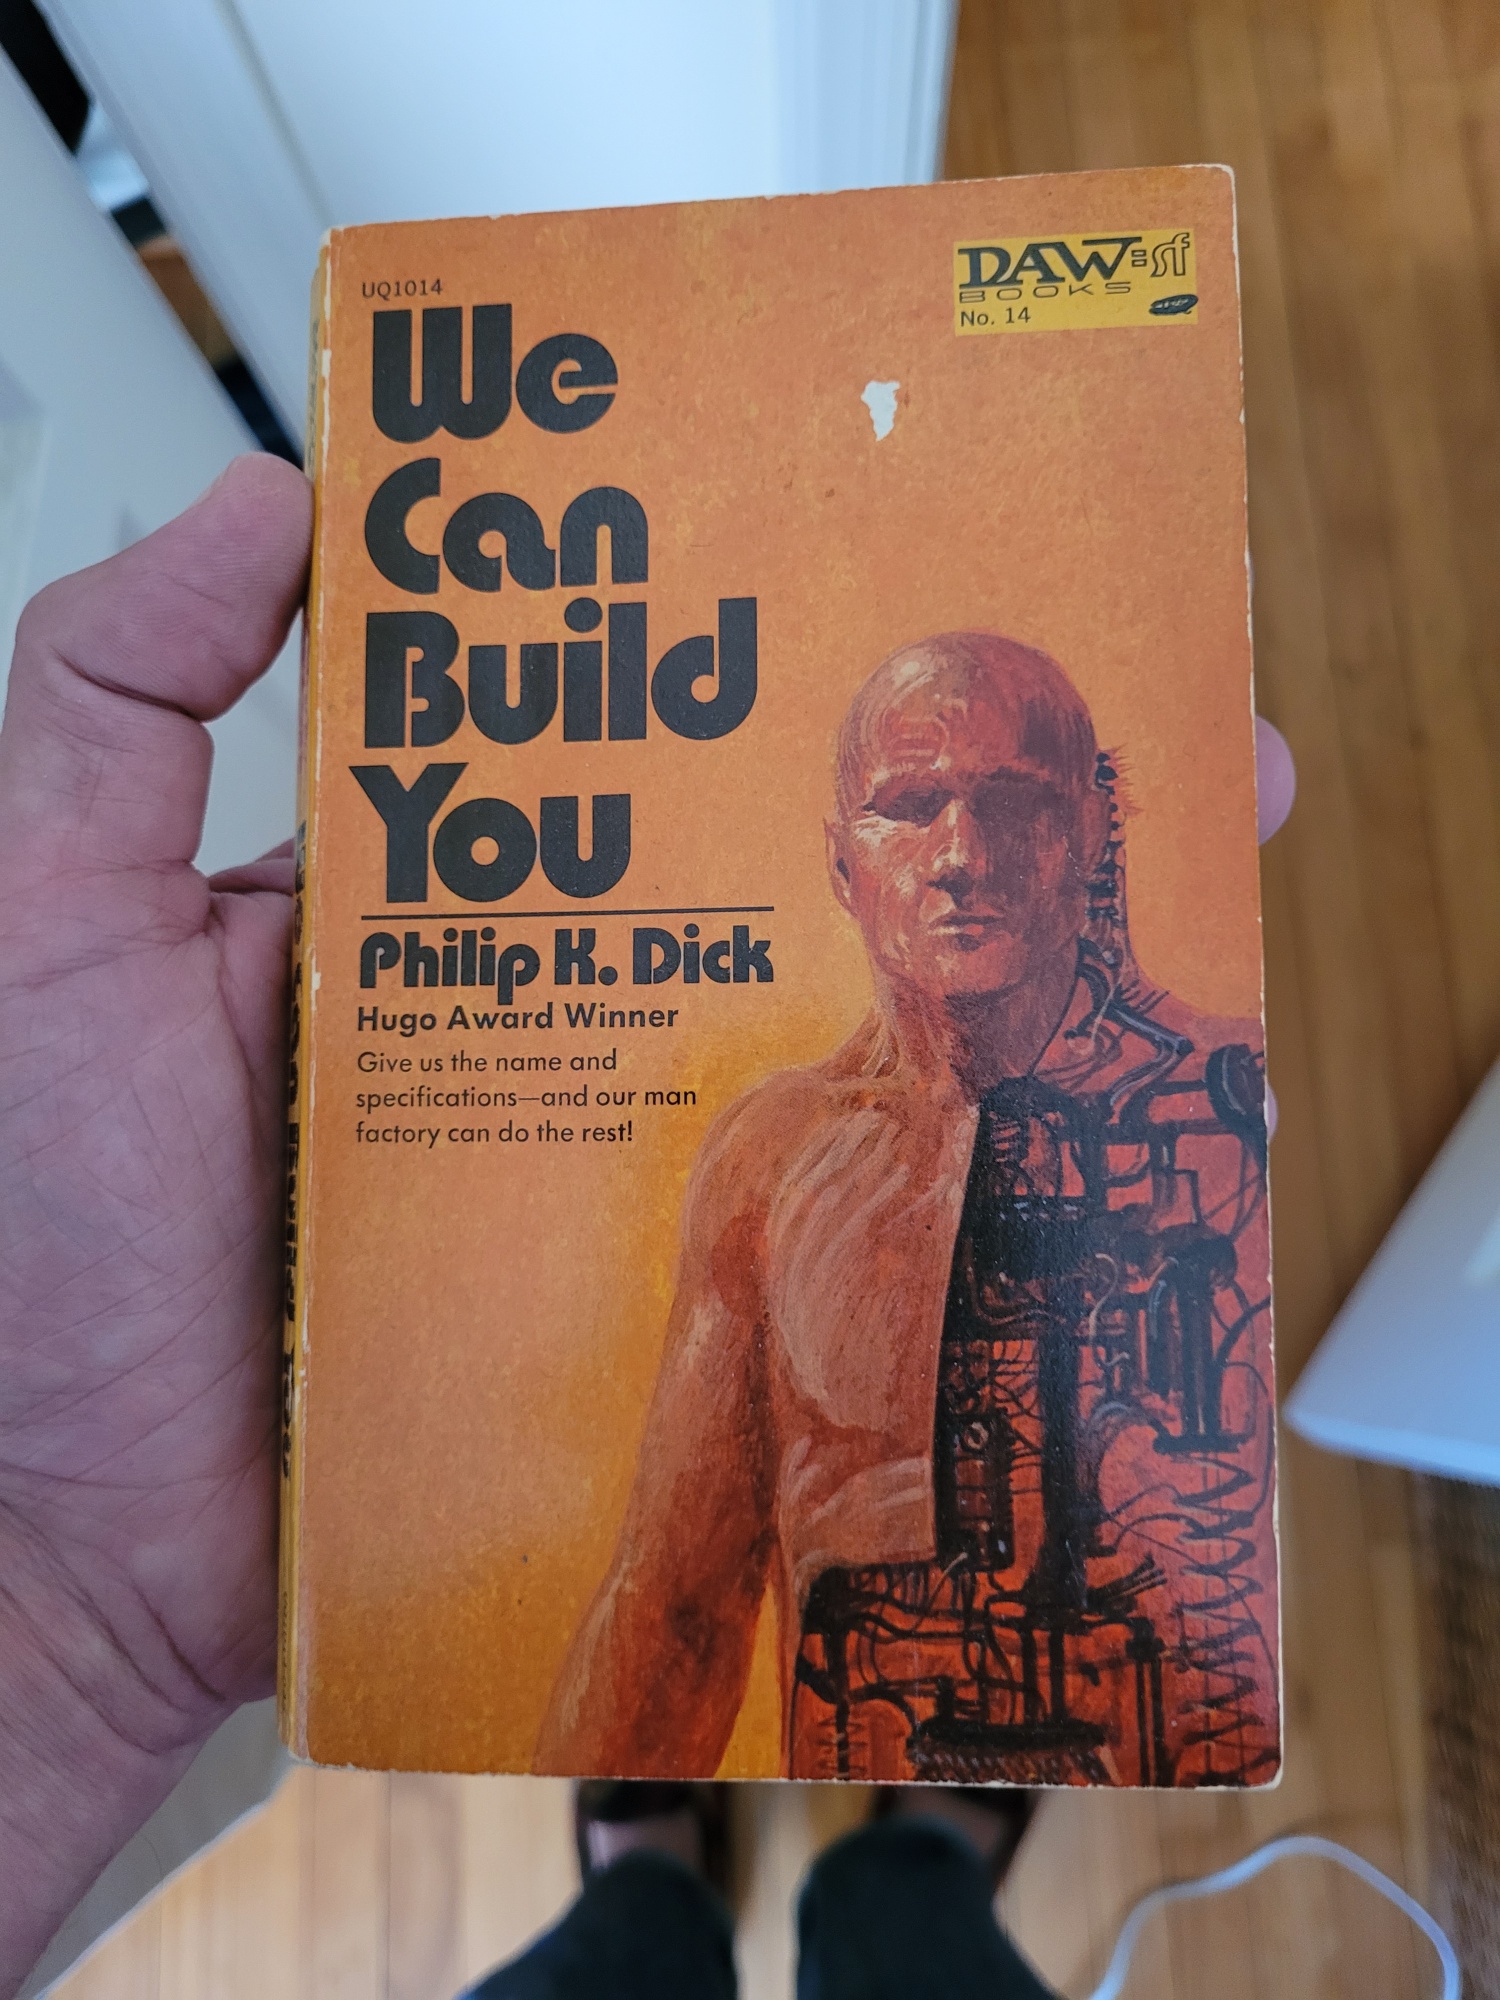 UQ1014
DAW=sf
BOOKS
No. 14
We
Can
Build
You
Philip K. Dick
Hugo Award Winner
Give us the name and
specifications—and our man
factory can do the rest!